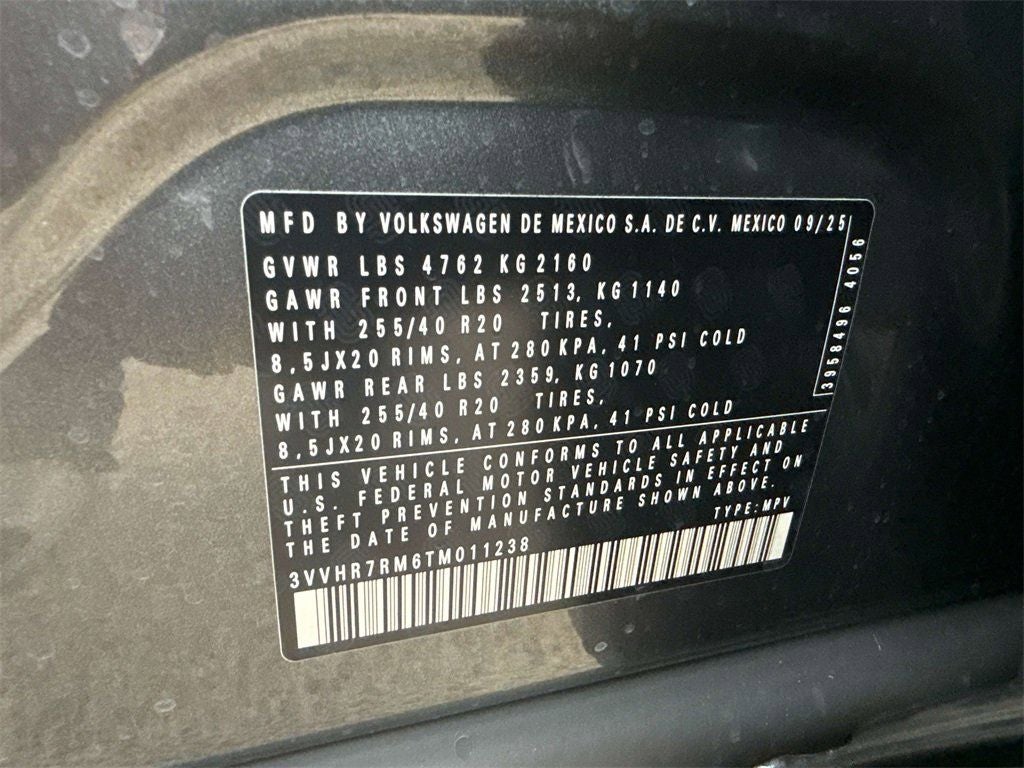 MFD BY VOLKSWAGEN DE MEXICO S.A. DE C.V. MEXICO 09/25
GVWR LBS 4762 KG 2160
GAWR FRONT LBS 2513, KG 1140
WITH 255/40 R20 TIRES,
8,5JX20 RIMS, AT 280 KPA, 41 PSI COLD
GAWR REAR LBS 2359, KG 1070
WITH 255/40 R20 TIRES,
8,5JX20 RIMS, AT 280 KPA, 41 PSI COLD
3958496 4056
THIS VEHICLE CONFORMS TO ALL APPLICABLE
U.S. FEDERAL MOTOR VEHICLE SAFETY AND
THEFT PREVENTION STANDARDS IN EFFECT ON
THE DATE OF MANUFACTURE SHOWN ABOVE.
TYPE: MPV
3VVHR7RM6TM011238